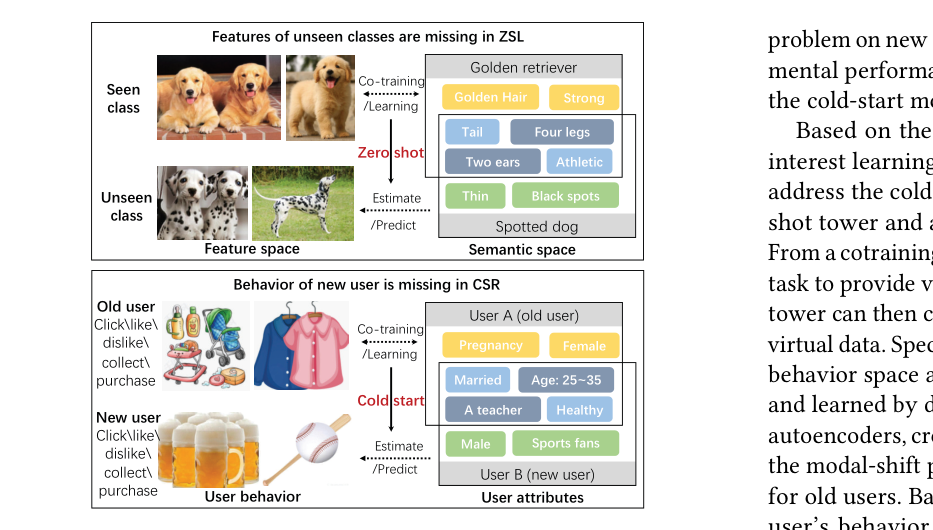 Features of unseen classes are missing in ZSL
Seen
class
Co-training
/Learning
Golden retriever
Golden Hair
Strong
Tail
Four legs
Zero shot
Two ears
Athletic
Unseen
class
Estimate
/Predict
Thin
Black spots
Spotted dog
Feature space
Semantic space
Behavior of new user is missing in CSR
Old user
Click\like\
dislike\
collect\
purchase
Co-training
/Learning
User A (old user)
Pregnancy
Female
Married
Age: 25~35
Cold start
A teacher
Healthy
New user
Click\like\
dislike\
collect\
purchase
Estimate
/Predict
Male
Sports fans
User B (new user)
User behavior
User attributes
problem on new
mental performa
the cold-start me
Based on the
interest learning
address the cold
shot tower and a
From a cotraining
task to provide v
tower can then c
virtual data. Spec
behavior space a
and learned by d
autoencoders, cro
the modal-shift p
for old users. Ba
user's behavior